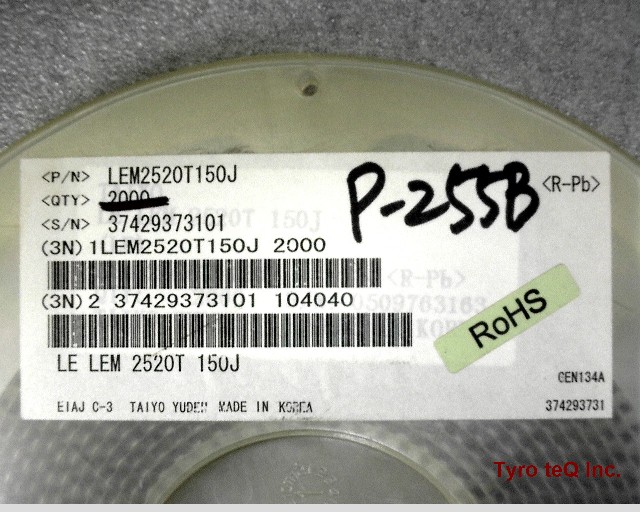 <P/N> LEM2520T150J
<QTY> 2000
<S/N> 37429373101
P-255B
<R-Pb>
(3N) 1LEM2520T150J 2000
(3N) 2 37429373101 104040
LE LEM 2520T 150J
RoHS
CEN134A
EIAJ C-3 TAIYO YUDEN MADE IN KOREA
374293731
Tyro teQ Inc.